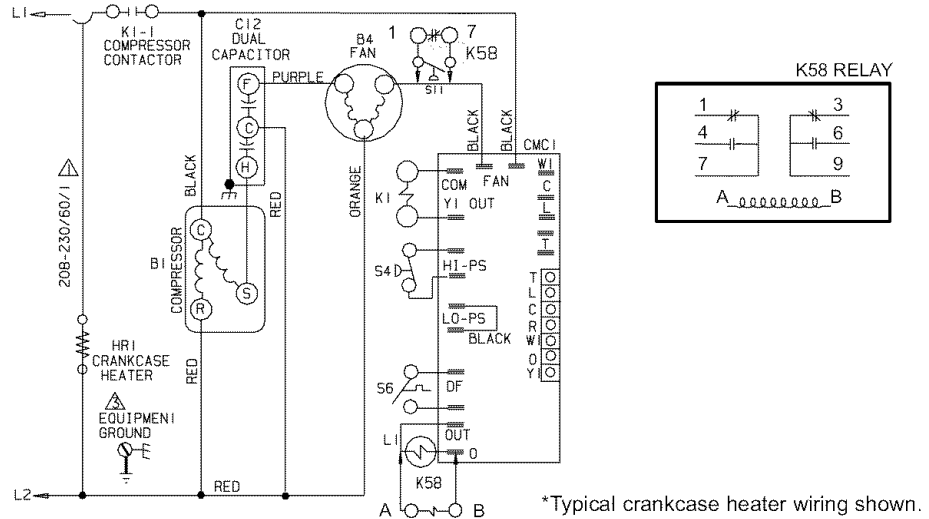 L1
K1-1
COMPRESSOR
CONTACTOR
C12
DUAL
CAPACITOR
B4
FAN
1
7
K58
S11
PURPLE
F
C
H
BLACK
RED
ORANGE
BLACK
BLACK
CMC1
FAN
W1
C
L
T
COM
K1
Y1 OUT
S4
HI-PS
LO-PS
BLACK
T
L
C
R
W1
O
Y1
S6
DF
OUT
L1
O
K58
A
B
1
208-230/60/1
B1
COMPRESSOR
C
S
R
HR1
CRANKCASE
HEATER
RED
3
EQUIPMENT
GROUND
L2
RED
K58 RELAY
1
3
4
6
7
9
A
B
*Typical crankcase heater wiring shown.